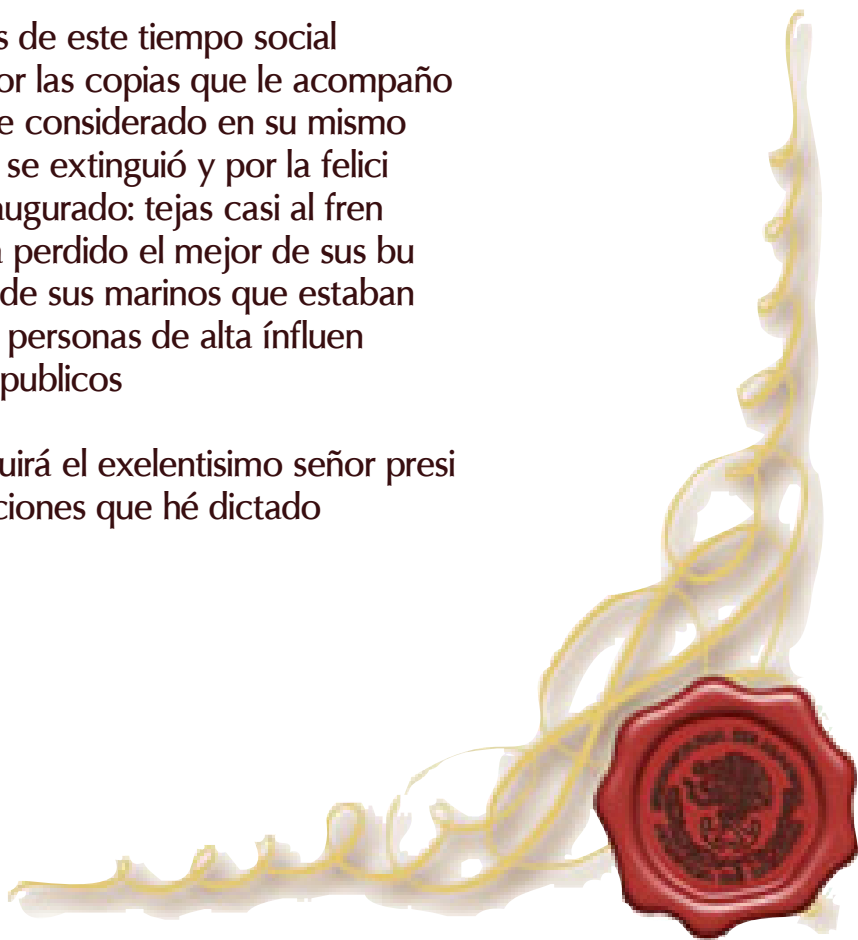 s de este tiempo social
or las copias que le acompaño
e considerado en su mismo
se extinguió y por la felici
augurado: tejas casi al fren
a perdido el mejor de sus bu
de sus marinos que estaban
personas de alta ínfluen
publicos
uirá el exelentisimo señor presi
ciones que hé dictado